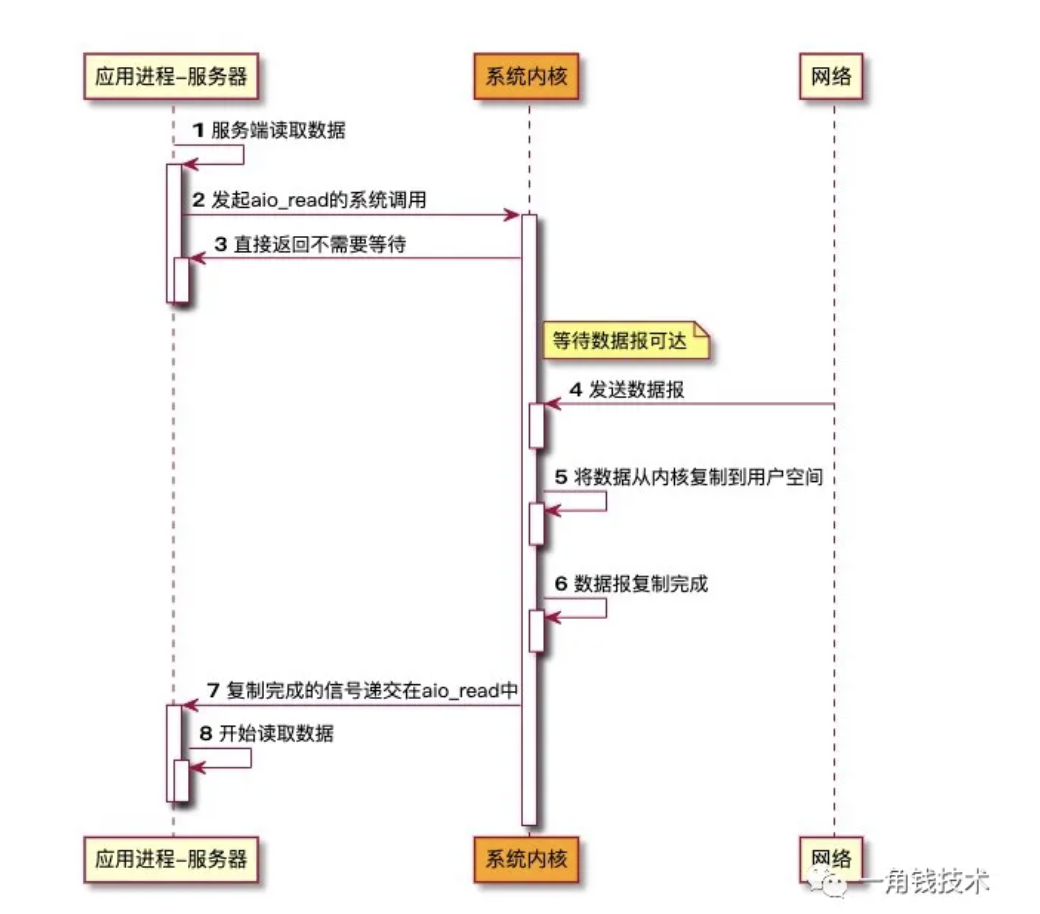 应用进程-服务器
系统内核
网络
1 服务端读取数据
2 发起aio_read的系统调用
3 直接返回不需要等待
等待数据报可达
4 发送数据报
5 将数据从内核复制到用户空间
6 数据报复制完成
7 复制完成的信号递交在aio_read中
8 开始读取数据
应用进程-服务器
系统内核
网络
一角钱技术